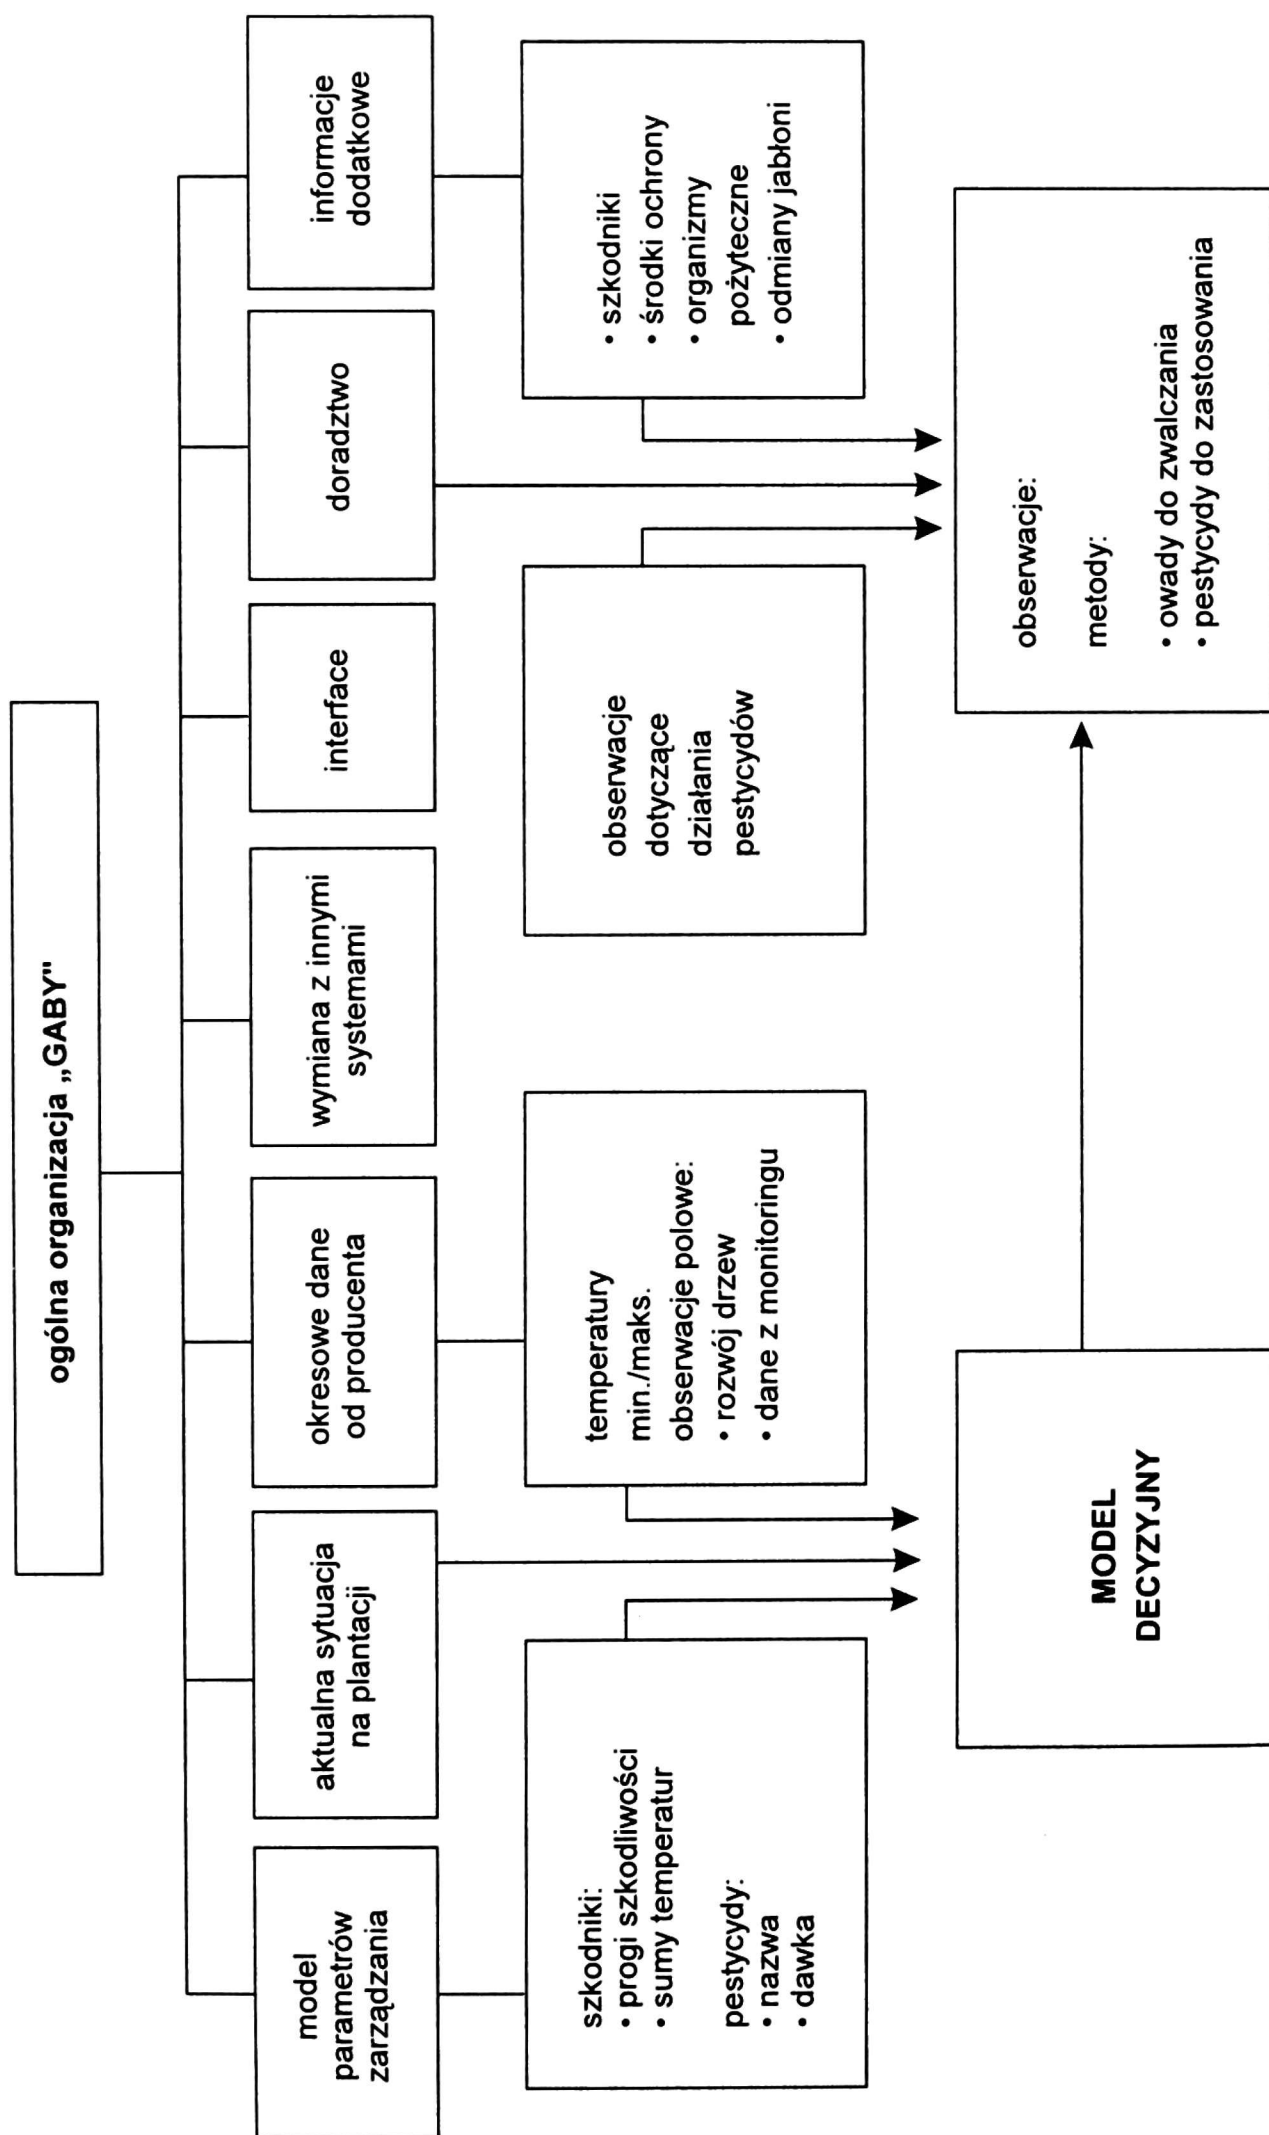 ogólna organizacja „GABY"
model
parametrów
zarządzania
aktualna sytuacja
na plantacji
okresowe dane
od producenta
wymiana z innymi
systemami
interface
doradztwo
informacje
dodatkowe
szkodniki:
• progi szkodliwości
• sumy temperatur
pestycydy:
• nazwa
• dawka
temperatury
min./maks.
obserwacje polowe:
• rozwój drzew
• dane z monitoringu
obserwacje
dotyczące
działania
pestycydów
• szkodniki
• środki ochrony
• organizmy
pożyteczne
• odmiany jabłoni
MODEL
DECYZYJNY
obserwacje:
metody:
• owady do zwalczania
• pestycydy do zastosowania